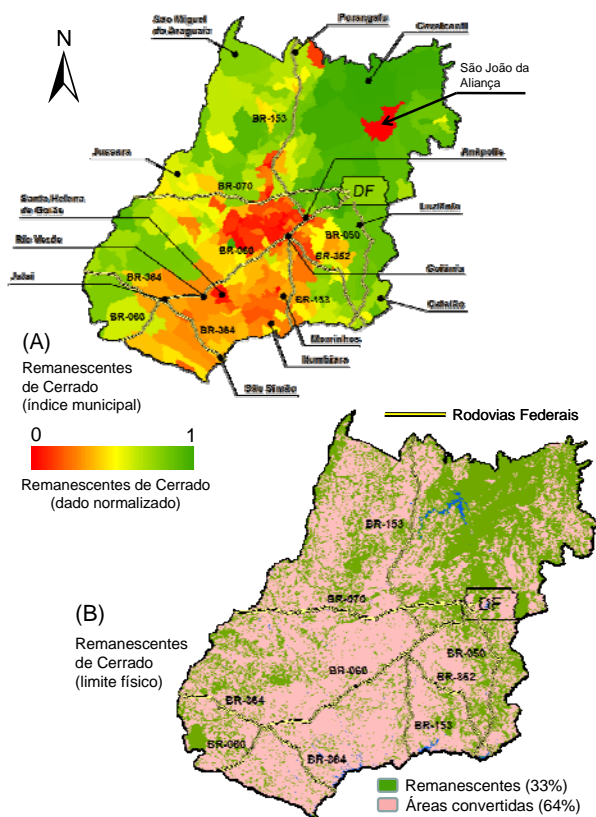 N
São Miguel
do Araguaia
Porangatu
Cavalcanti
São João da
Aliança
BR-153
Jussara
BR-070
Anápolis
DF
Santa Helena
de Goiás
Luziânia
BR-050
Rio Verde
BR-060
BR-352
Goiânia
Jataí
BR-364
BR-153
Catalão
BR-060
BR-364
Morrinhos
Itumbiara
São Simão
(A)
Remanescentes
de Cerrado
(índice municipal)
0 1
Remanescentes de Cerrado
(dado normalizado)
Rodovias Federais
BR-153
BR-070
DF
(B)
Remanescentes
de Cerrado
(limite físico)
BR-060
BR-050
BR-352
BR-364
BR-153
BR-060
BR-364
Remanescentes (33%)
Áreas convertidas (64%)